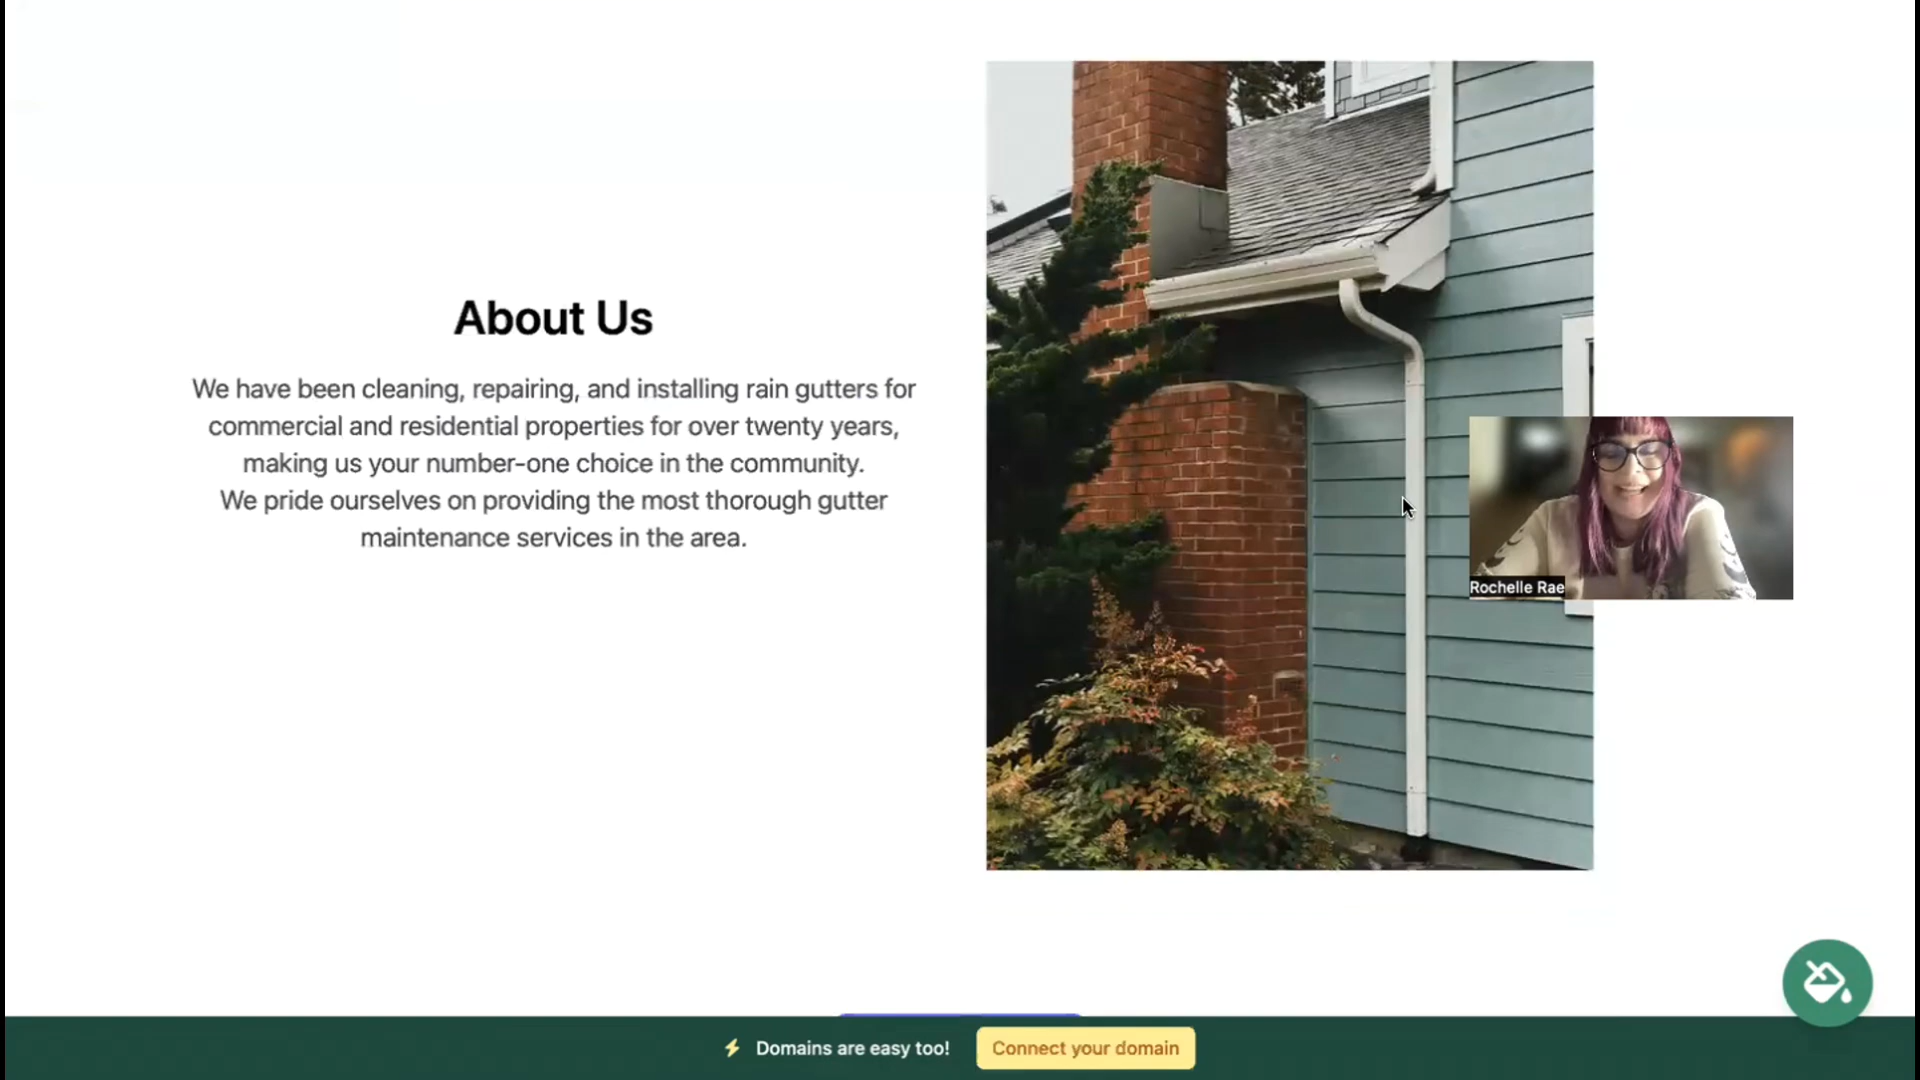 About Us
We have been cleaning, repairing, and installing rain gutters for
commercial and residential properties for over twenty years,
making us your number-one choice in the community.
We pride ourselves on providing the most thorough gutter
maintenance services in the area.
Rochelle Rae
Domains are easy too!
Connect your domain